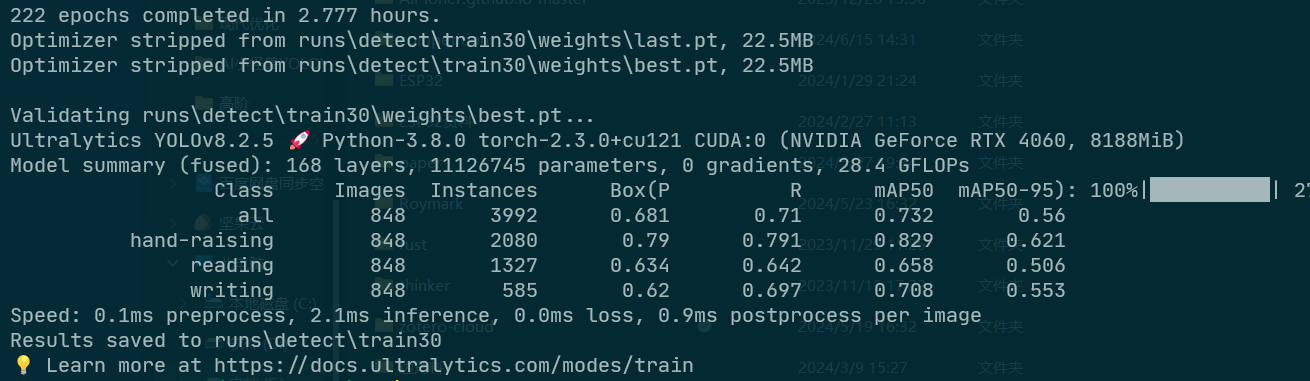 222 epochs completed in 2.777 hours.
Optimizer stripped from runs\detect\train30\weights\last.pt, 22.5MB
Optimizer stripped from runs\detect\train30\weights\best.pt, 22.5MB
Validating runs\detect\train30\weights\best.pt...
Ultralytics YOLOv8.2.5 🚀 Python-3.8.0 torch-2.3.0+cu121 CUDA:0 (NVIDIA GeForce RTX 4060, 8188MiB)
Model summary (fused): 168 layers, 11126745 parameters, 0 gradients, 28.4 GFLOPs
Class Images Instances Box(P R mAP50 mAP50-95): 100%|██████████| 27
all 848 3992 0.681 0.71 0.732 0.56
hand-raising 848 2080 0.79 0.791 0.829 0.621
reading 848 1327 0.634 0.642 0.658 0.506
writing 848 585 0.62 0.697 0.708 0.553
Speed: 0.1ms preprocess, 2.1ms inference, 0.0ms loss, 0.9ms postprocess per image
Results saved to runs\detect\train30
💡 Learn more at https://docs.ultralytics.com/modes/train